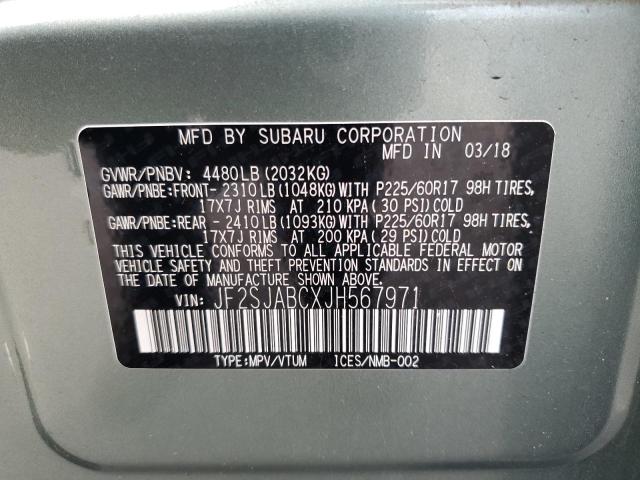 MFD BY SUBARU CORPORATION
MFD IN 03/18
GVWR/PNBV: 4480LB (2032KG)
GAWR/PNBE:FRONT- 2310LB (1048KG) WITH P225/60R17 98H TIRES,
17X7J RIMS AT 210 KPA ( 30 PSI) COLD
GAWR/PNBE:REAR - 2410LB (1093KG) WITH P225/60R17 98H TIRES,
17X7J RIMS AT 200 KPA ( 29 PSI) COLD
THIS VEHICLE CONFORMS TO ALL APPLICABLE FEDERAL MOTOR
VEHICLE SAFETY AND THEFT PREVENTION STANDARDS IN EFFECT
ON THE DATE OF MANUFACTURE SHOWN ABOVE.
VIN: JF2SJABCXJH567971
TYPE:MPV/VTUM ICES/NMB-002